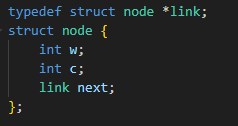 typedef struct node *link;
struct node {
    int w;
    int c;
    link next;
};